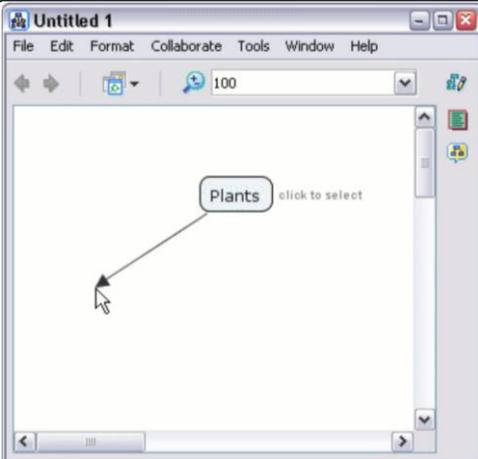 Untitled 1
File Edit Format Collaborate Tools Window Help
100
Plants click to select